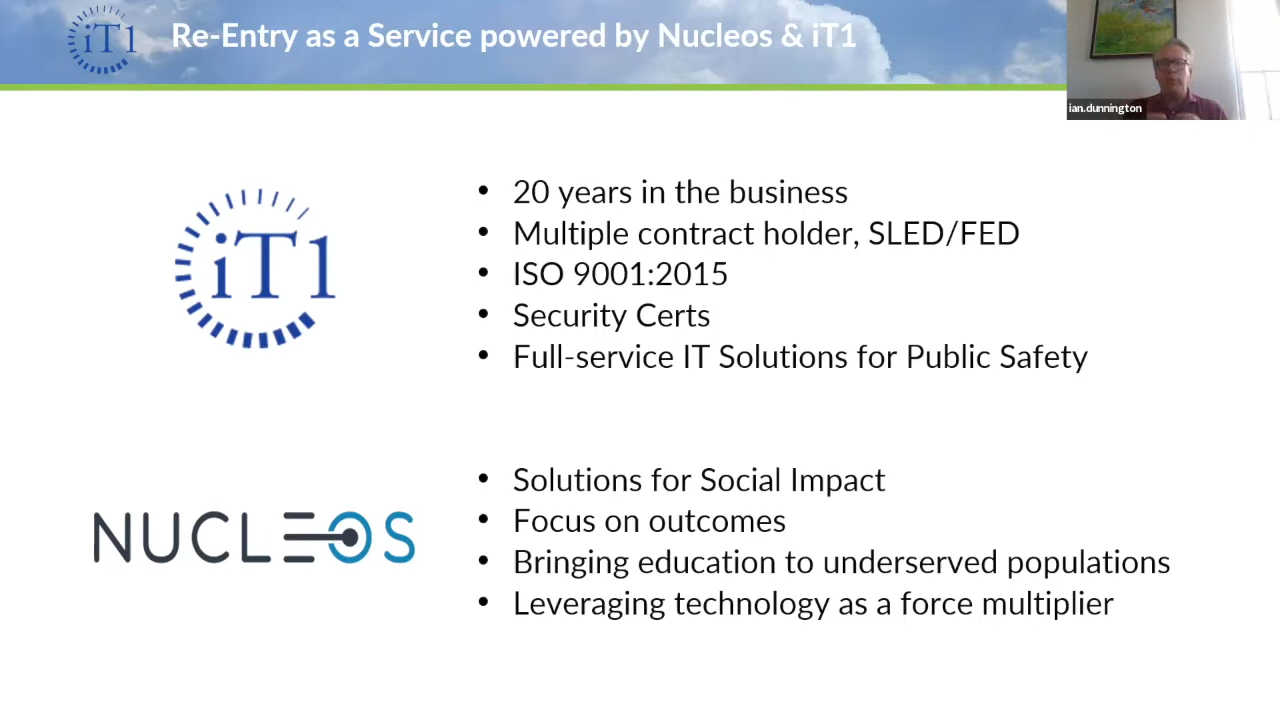 iT1
Re-Entry as a Service powered by Nucleos & iT1
ian.dunnington
iT1
• 20 years in the business
• Multiple contract holder, SLED/FED
• ISO 9001:2015
• Security Certs
• Full-service IT Solutions for Public Safety
NUCLEOS
• Solutions for Social Impact
• Focus on outcomes
• Bringing education to underserved populations
• Leveraging technology as a force multiplier